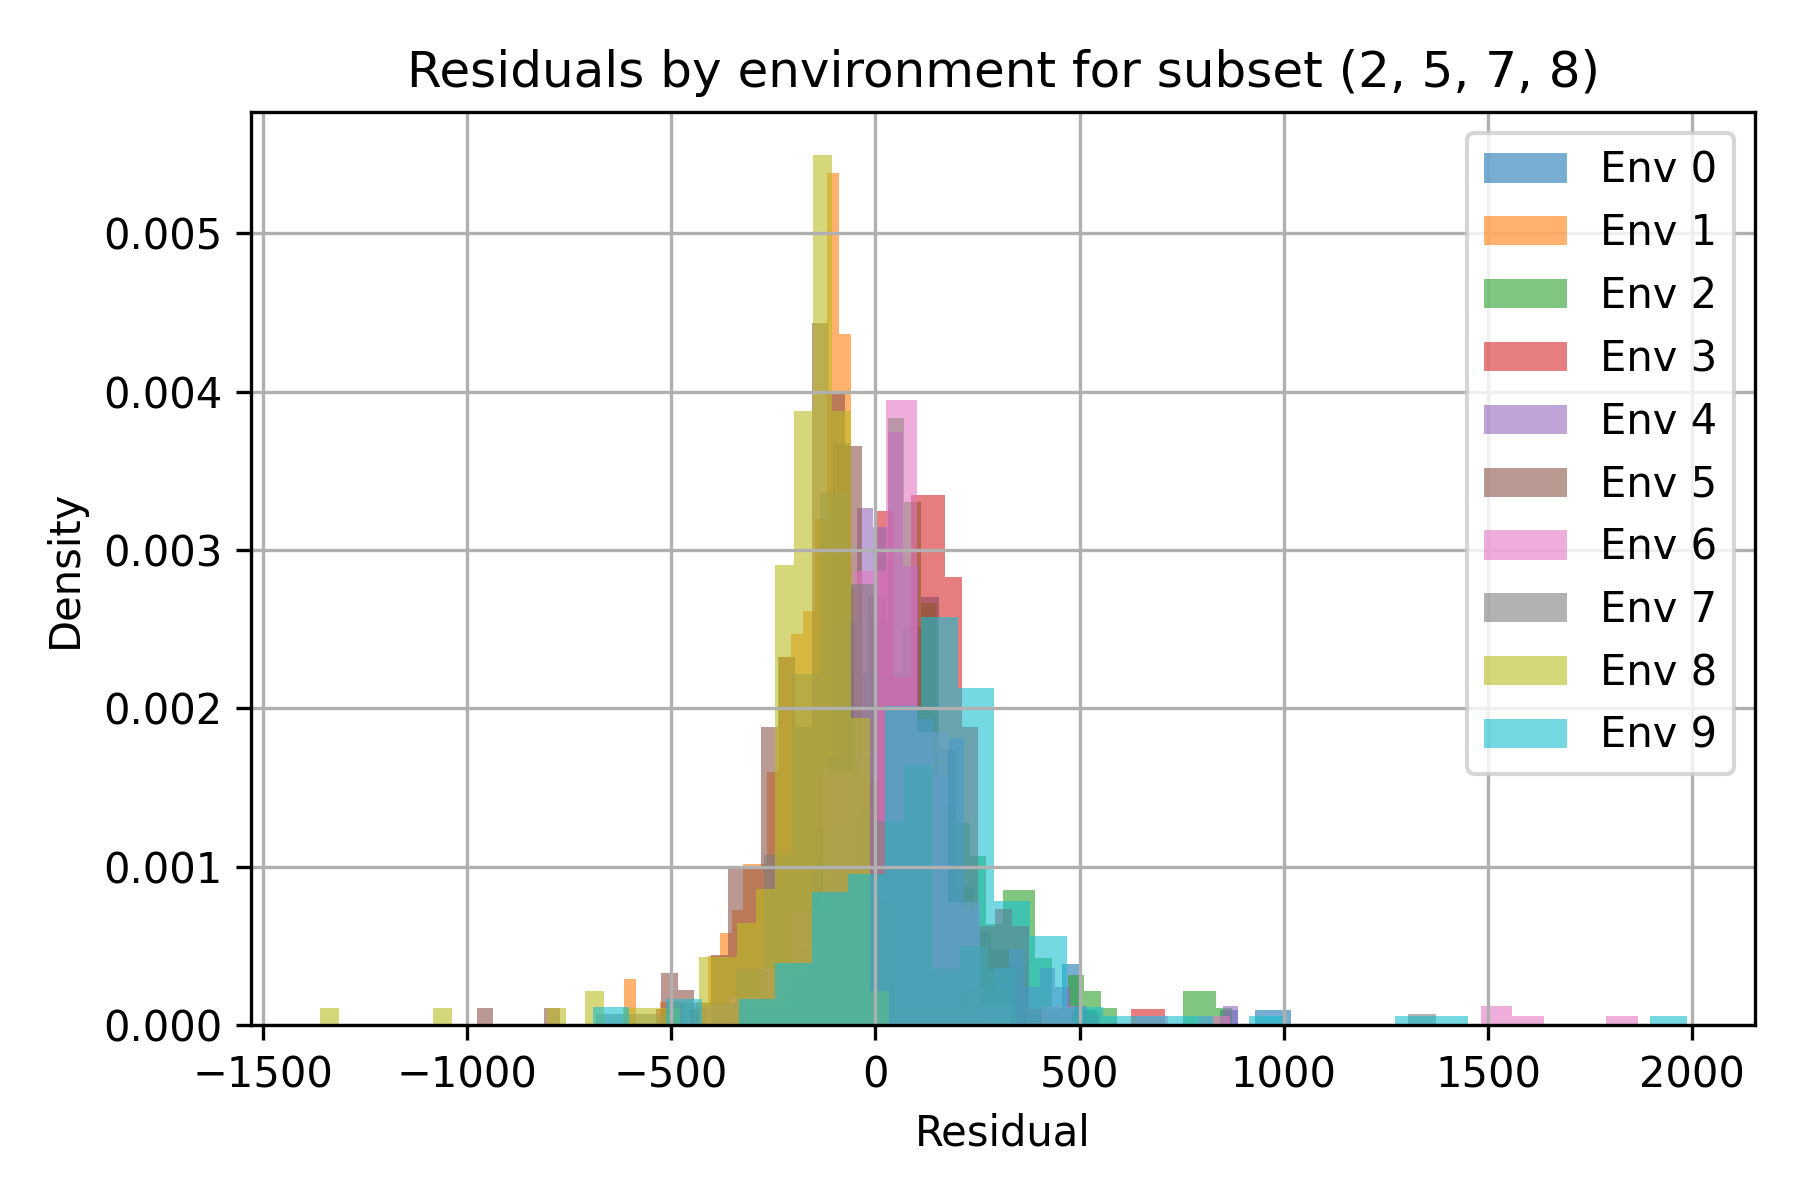 Residuals by environment for subset (2, 5, 7, 8)
Env 0
Env 1
Env 2
Env 3
Env 4
Env 5
Env 6
Env 7
Env 8
Env 9
Density
0.005
0.004
0.003
0.002
0.001
0.000
−1500 −1000 −500 0 500 1000 1500 2000
Residual